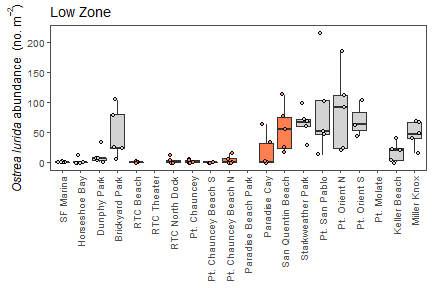 Low Zone
Ostrea lurida abundance (no. m⁻²)
200
150
100
50
0
SF Marina
Horseshoe Bay
Dunphy Park
Brickyard Park
RTC Beach
RTC Theater
RTC North Dock
Pt. Chauncey
Pt. Chauncey Beach S
Pt. Chauncey Beach N
Paradise Beach Park
Paradise Cay
San Quentin Beach
Starkweather Park
Pt. San Pablo
Pt. Orient N
Pt. Orient S
Pt. Molate
Keller Beach
Miller Knox